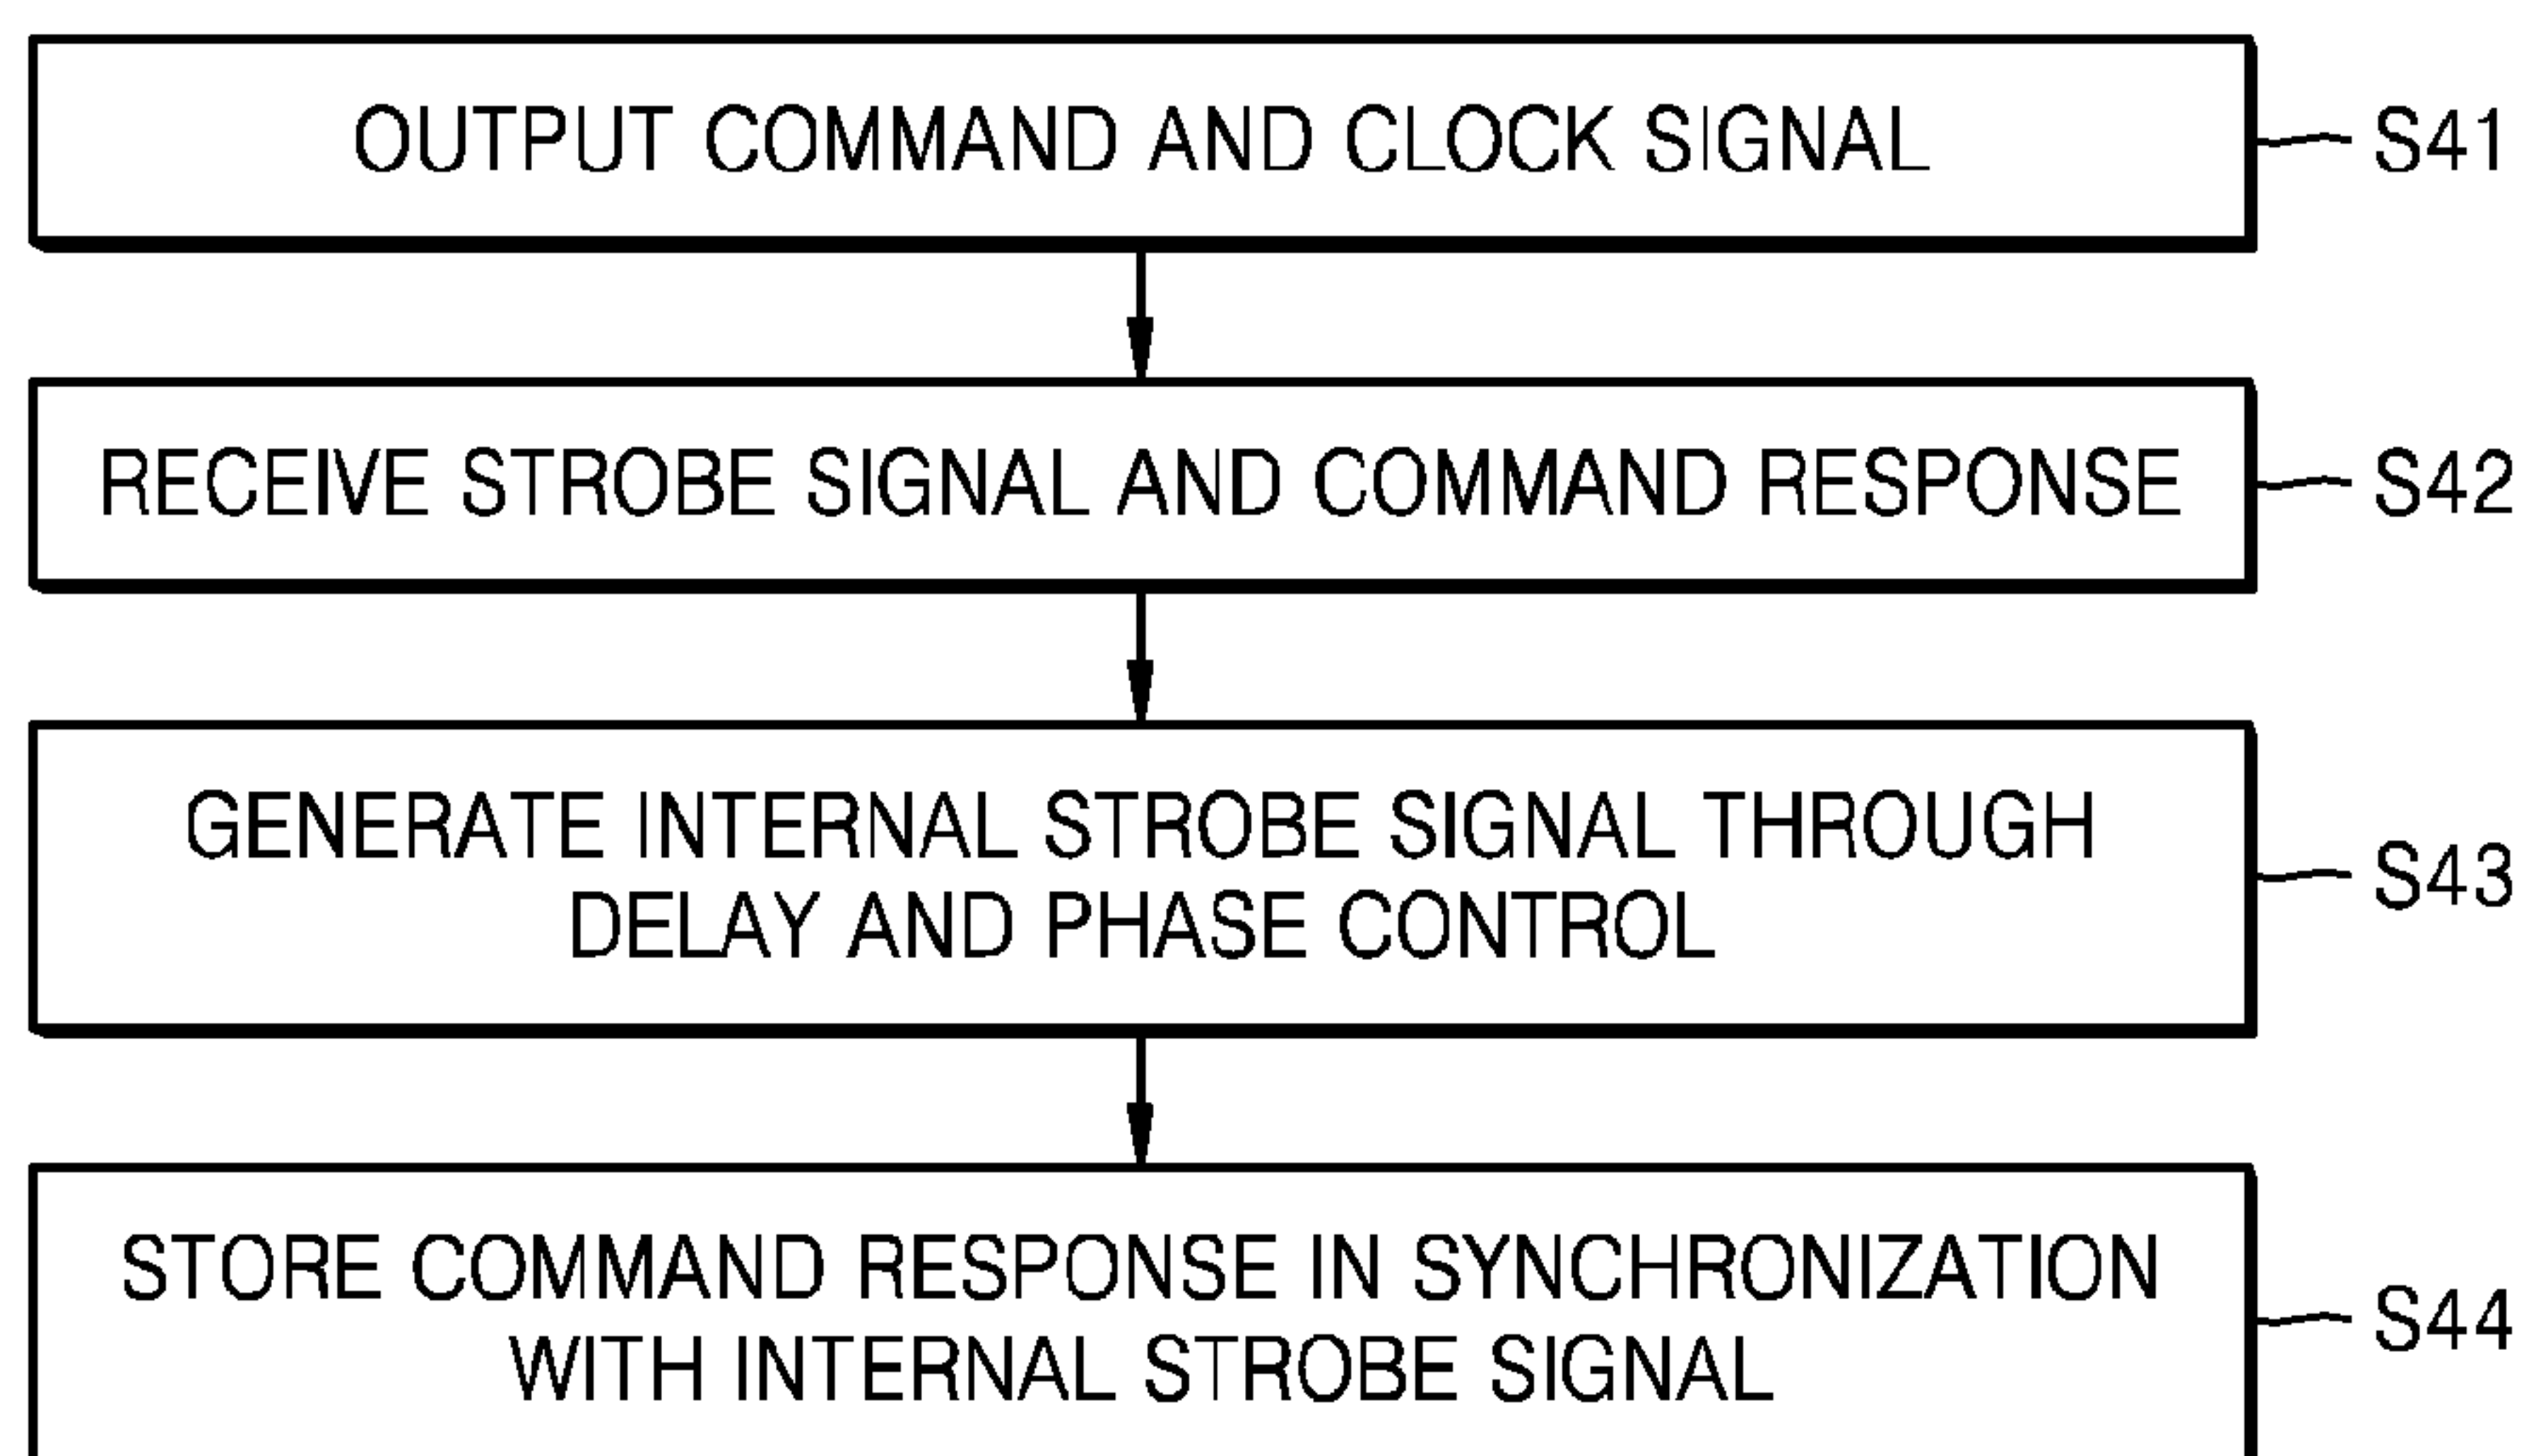 OUTPUT COMMAND AND CLOCK SIGNAL
S41
RECEIVE STROBE SIGNAL AND COMMAND RESPONSE
S42
GENERATE INTERNAL STROBE SIGNAL THROUGH
DELAY AND PHASE CONTROL
S43
STORE COMMAND RESPONSE IN SYNCHRONIZATION
WITH INTERNAL STROBE SIGNAL
S44